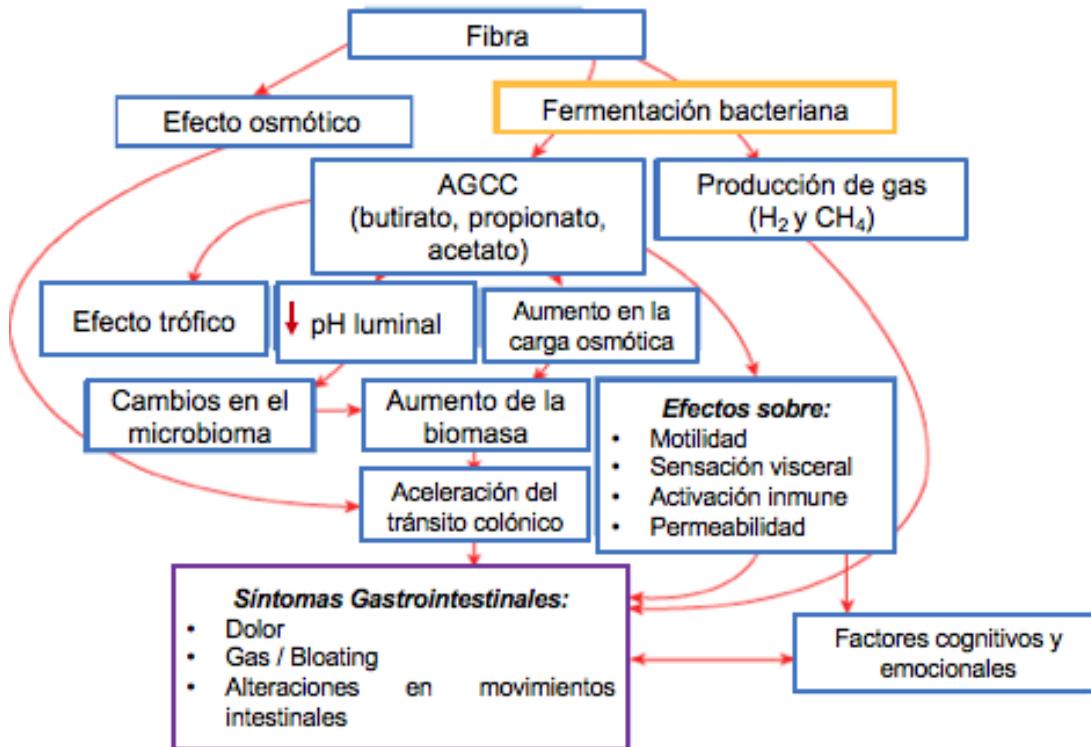 Fibra
Efecto osmótico
Fermentación bacteriana
AGCC
(butirato, propionato,
acetato)
Producción de gas
(H₂ y CH₄)
Efecto trófico
↓ pH luminal
Aumento en la
carga osmótica
Cambios en el
microbioma
Aumento de la
biomasa
Efectos sobre:
• Motilidad
• Sensación visceral
• Activación inmune
• Permeabilidad
Aceleración del
tránsito colónico
Síntomas Gastrointestinales:
• Dolor
• Gas / Bloating
• Alteraciones en movimientos
intestinales
Factores cognitivos y
emocionales